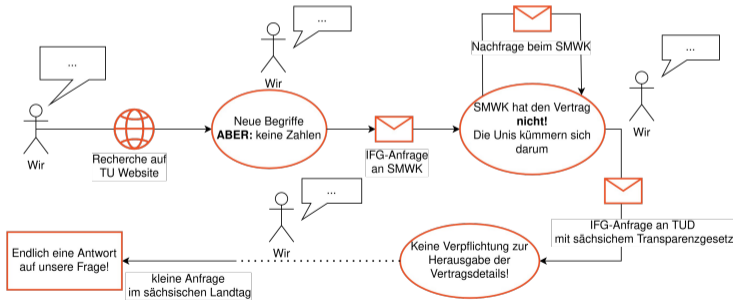 ...
Wir
Recherche auf
TU Website
...
Wir
Neue Begriffe
ABER: keine Zahlen
IFG-Anfrage
an SMWK
Nachfrage beim SMWK
SMWK hat den Vertrag
nicht!
Die Unis kümmern sich
darum
...
Wir
IFG-Anfrage an TUD
mit sächsichem Transparenzgesetz
Keine Verpflichtung zur
Herausgabe der
Vertragsdetails!
...
Wir
kleine Anfrage
im sächsischen Landtag
Endlich eine Antwort
auf unsere Frage!